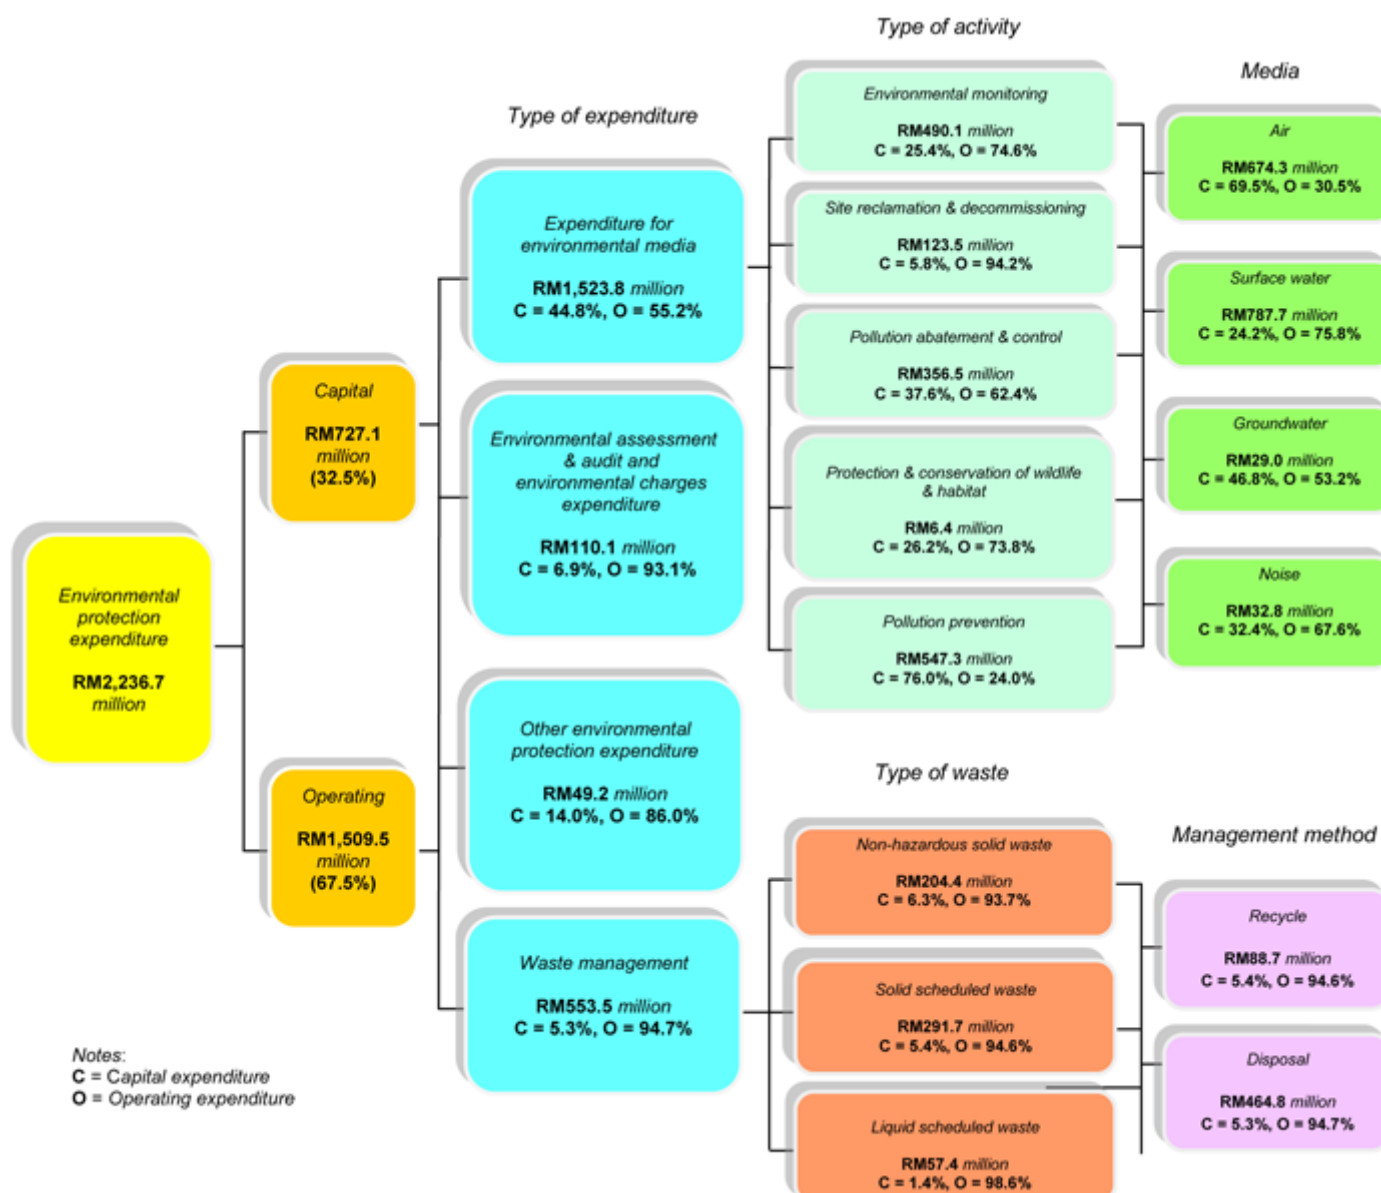 Type of activity
Media
Type of expenditure
Type of waste
Management method
Environmental
protection
expenditure
RM2,236.7
million
Capital
RM727.1
million
(32.5%)
Operating
RM1,509.5
million
(67.5%)
Expenditure for
environmental media
RM1,523.8 million
C = 44.8%, O = 55.2%
Environmental assessment
& audit and
environmental charges
expenditure
RM110.1 million
C = 6.9%, O = 93.1%
Other environmental
protection expenditure
RM49.2 million
C = 14.0%, O = 86.0%
Waste management
RM553.5 million
C = 5.3%, O = 94.7%
Environmental monitoring
RM490.1 million
C = 25.4%, O = 74.6%
Site reclamation & decommissioning
RM123.5 million
C = 5.8%, O = 94.2%
Pollution abatement & control
RM356.5 million
C = 37.6%, O = 62.4%
Protection & conservation of wildlife
& habitat
RM6.4 million
C = 26.2%, O = 73.8%
Pollution prevention
RM547.3 million
C = 76.0%, O = 24.0%
Air
RM674.3 million
C = 69.5%, O = 30.5%
Surface water
RM787.7 million
C = 24.2%, O = 75.8%
Groundwater
RM29.0 million
C = 46.8%, O = 53.2%
Noise
RM32.8 million
C = 32.4%, O = 67.6%
Non-hazardous solid waste
RM204.4 million
C = 6.3%, O = 93.7%
Solid scheduled waste
RM291.7 million
C = 5.4%, O = 94.6%
Liquid scheduled waste
RM57.4 million
C = 1.4%, O = 98.6%
Recycle
RM88.7 million
C = 5.4%, O = 94.6%
Disposal
RM464.8 million
C = 5.3%, O = 94.7%
Notes:
C = Capital expenditure
O = Operating expenditure